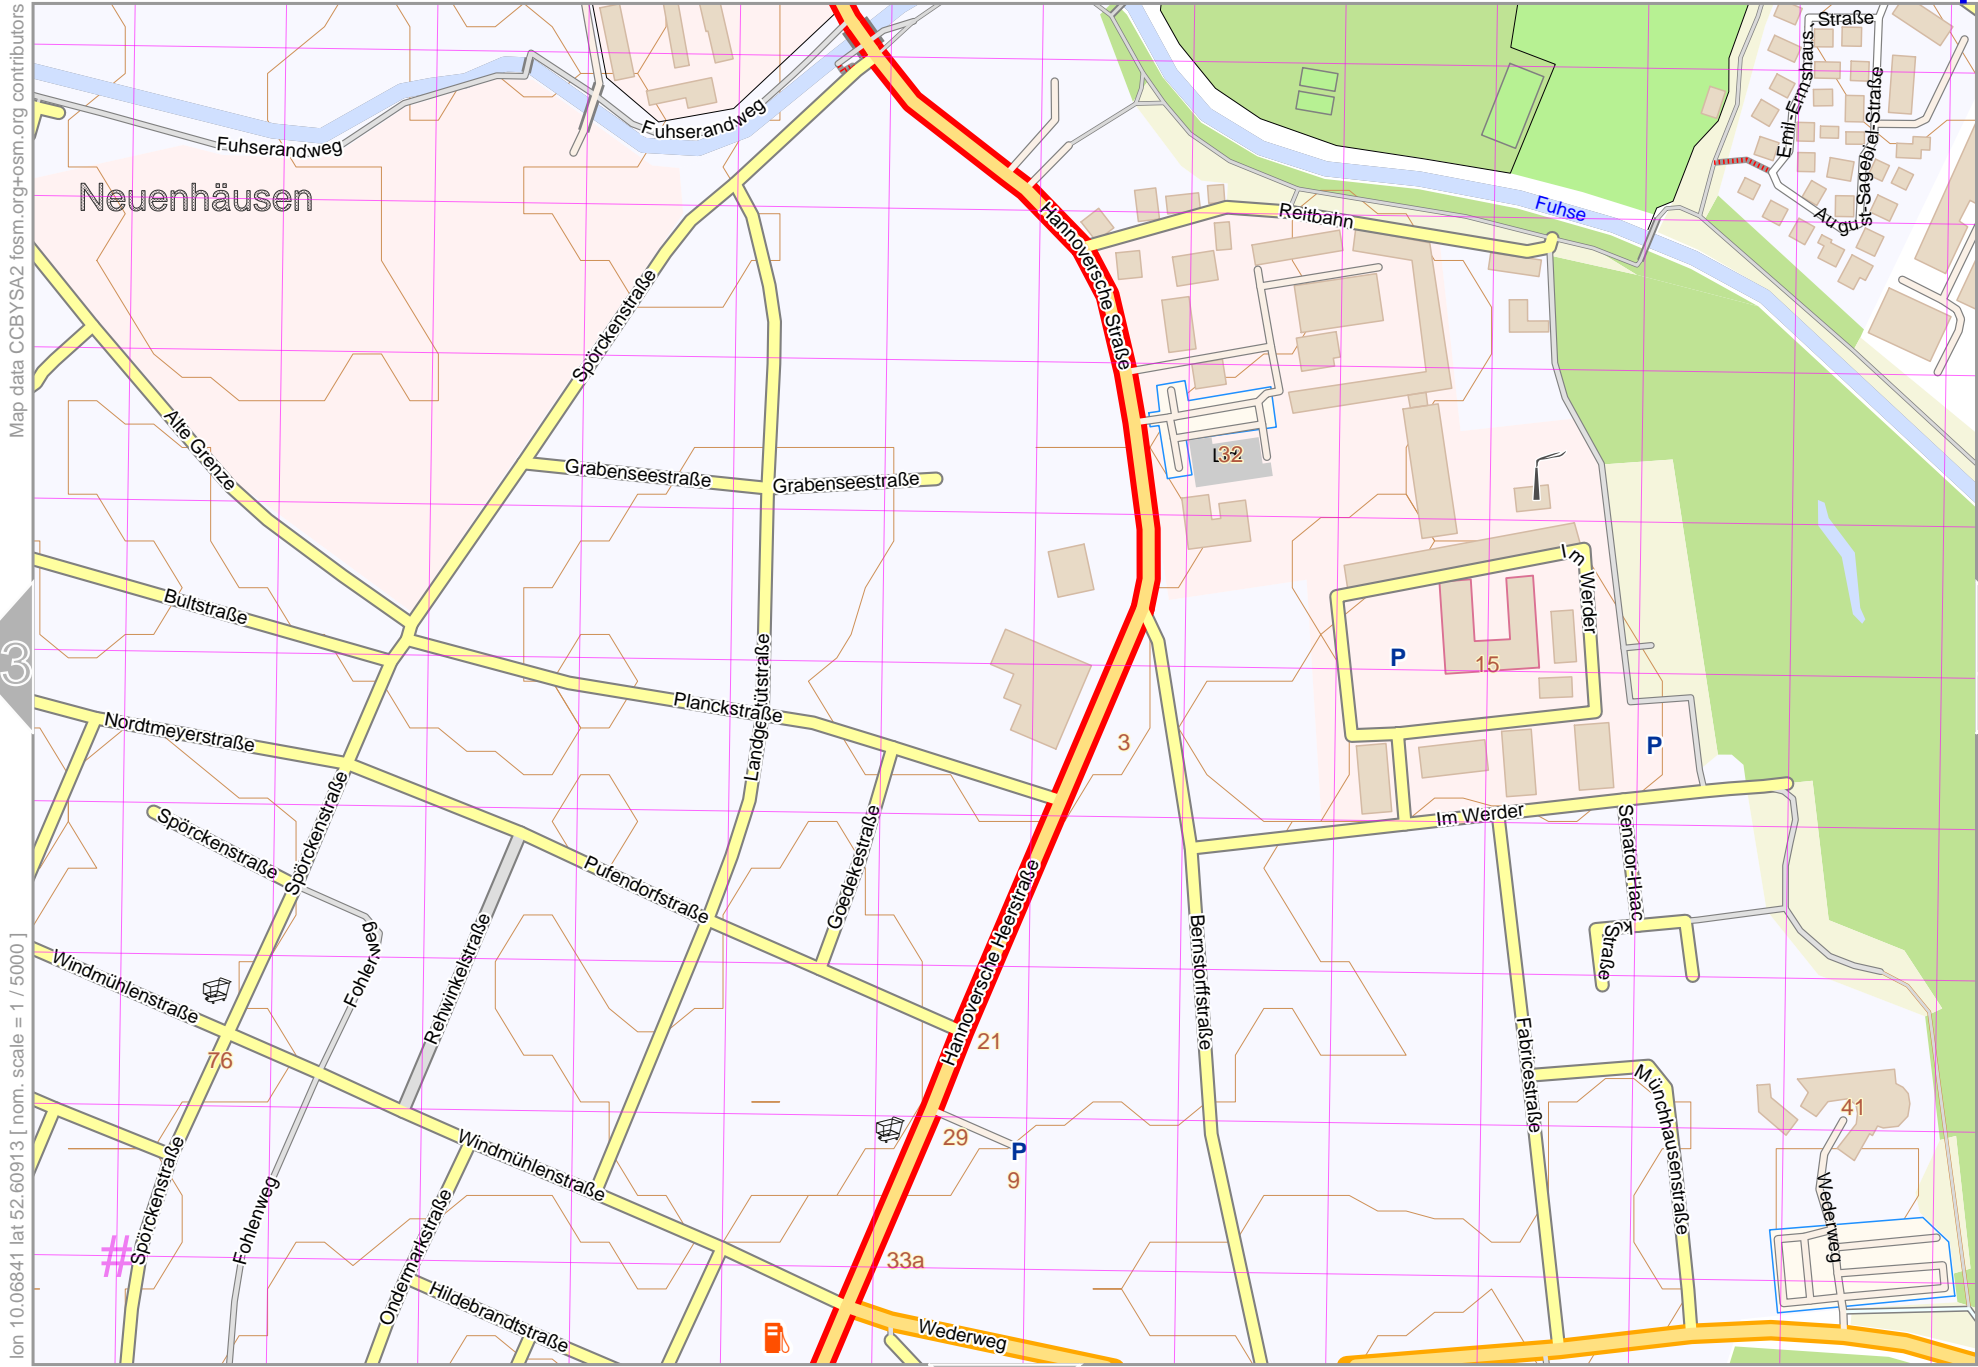 Map data CCBYSA2 fosm.org+osm.org contributors
lon 10.06841 lat 52.60913 [ nom. scale = 1 / 5000 ]
3
Neuenhäusen
Fuhserandweg
Fuhserandweg
Straße
Emil-Ermshaus
August-Sagebiel-Straße
Fuhse
Reitbahn
Hannoversche Straße
Spörckenstraße
Alte Grenze
Grabenseestraße
Grabenseestraße
32
Im Werder
Bultstraße
Landgestütstraße
Planckstraße
P
15
P
3
Nordtmeyerstraße
Spörckenstraße
Spörckenstraße
Pufendorfstraße
Goedekestraße
Im Werder
Senator-Haack
Straße
Fohlenweg
Rehwinkelstraße
Hannoversche Heerstraße
Bernstorffstraße
Windmühlenstraße
76
21
Fabricestraße
Münchhausenstraße
41
29
P
9
Windmühlenstraße
Spörckenstraße
#
Fohlenweg
Ondermarkstraße
Hildebrandtstraße
33a
Wederweg
Wederweg